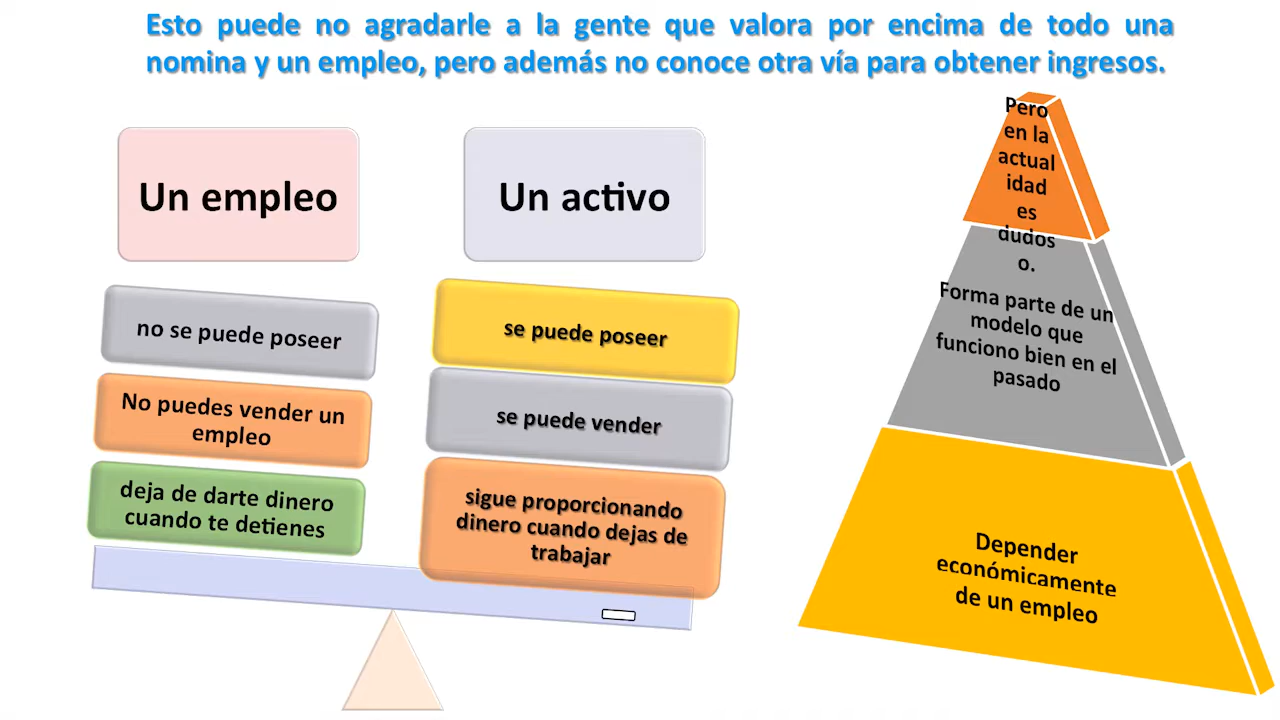 Esto puede no agradarle a la gente que valora por encima de todo una
nomina y un empleo, pero además no conoce otra vía para obtener ingresos.
Un empleo
no se puede poseer
No puedes vender un
empleo
deja de darte dinero
cuando te detienes
Un activo
se puede poseer
se puede vender
sigue proporcionando
dinero cuando dejas de
trabajar
Pero
en la
actual
idad
es
dudos
o.
Forma parte de un
modelo que
funciono bien en el
pasado
Depender
económicamente
de un empleo